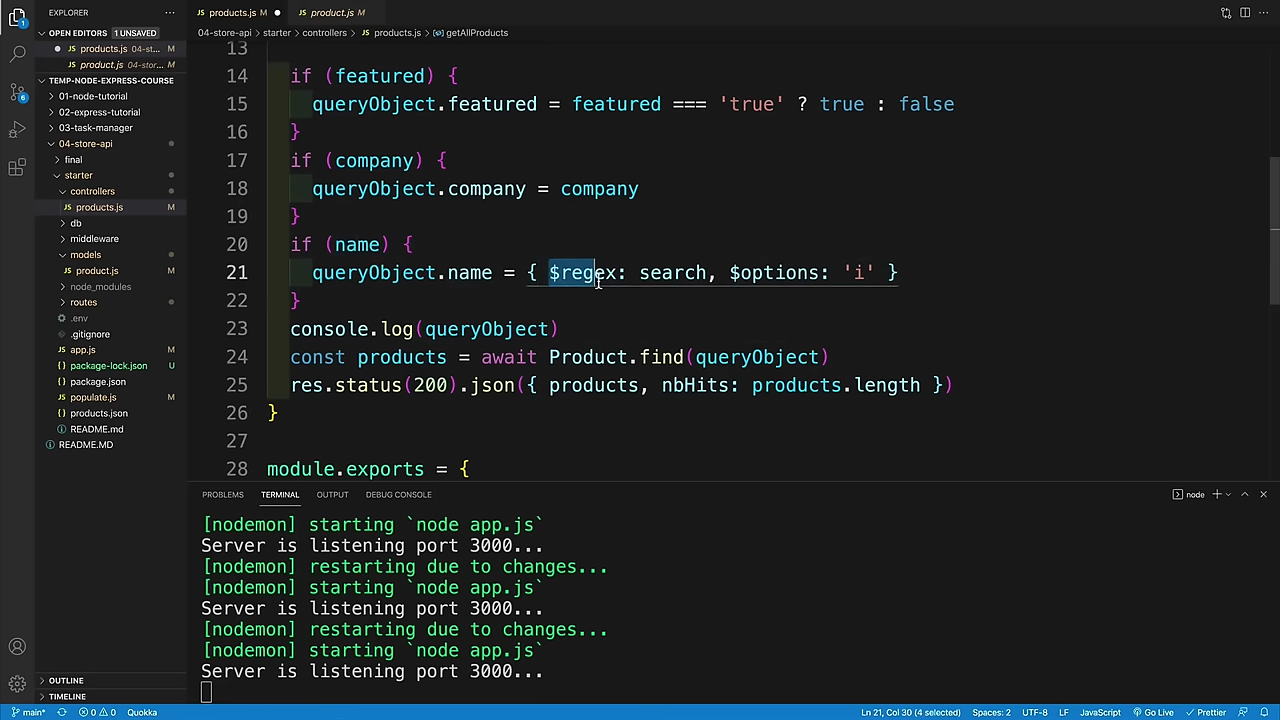 EXPLORER
products.js M
product.js M
OPEN EDITORS 1 UNSAVED
products.js 04-st... M
product.js 04-stor... M
TEMP-NODE-EXPRESS-COURSE
01-node-tutorial
02-express-tutorial
03-task-manager
04-store-api
final
starter
controllers
products.js M
db
middleware
models
product.js M
node_modules
routes
.env
.gitignore
app.js M
package-lock.json U
package.json
populate.js M
products.json
README.md
README.MD
OUTLINE
TIMELINE
04-store-api > starter > controllers > products.js > getAllProducts
13
14 if (featured) {
15 queryObject.featured = featured === 'true' ? true : false
16 }
17 if (company) {
18 queryObject.company = company
19 }
20 if (name) {
21 queryObject.name = { $regex: search, $options: 'i' }
22 }
23 console.log(queryObject)
24 const products = await Product.find(queryObject)
25 res.status(200).json({ products, nbHits: products.length })
26 }
27
28 module.exports = {
PROBLEMS TERMINAL OUTPUT DEBUG CONSOLE
node
[nodemon] starting `node app.js`
Server is listening port 3000...
[nodemon] restarting due to changes...
[nodemon] starting `node app.js`
Server is listening port 3000...
[nodemon] restarting due to changes...
[nodemon] starting `node app.js`
Server is listening port 3000...
main* 0 0 Quokka
Ln 21, Col 30 (4 selected) Spaces: 2 UTF-8 LF JavaScript Go Live Prettier